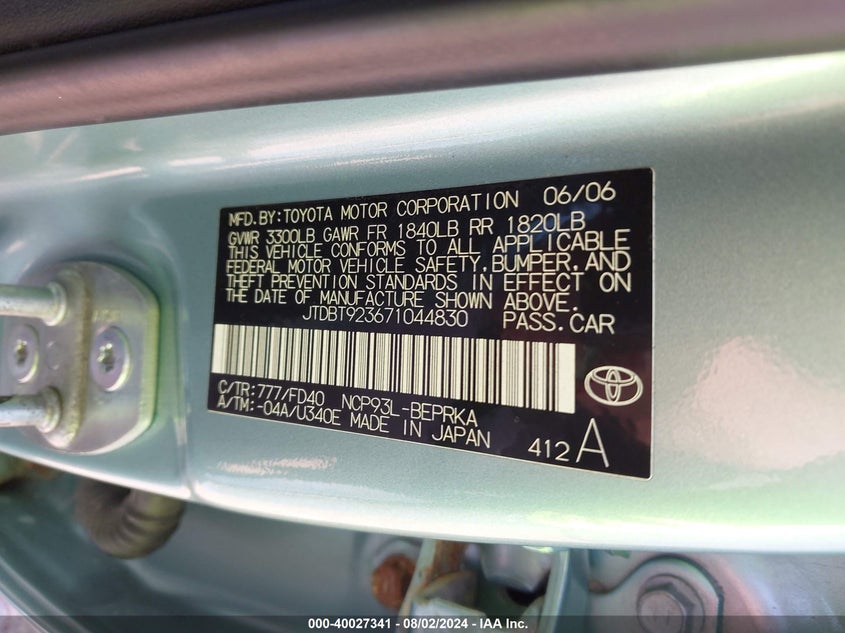 MFD.BY:TOYOTA MOTOR CORPORATION 06/06
GVWR 3300LB GAWR FR 1840LB RR 1820LB
THIS VEHICLE CONFORMS TO ALL APPLICABLE
FEDERAL MOTOR VEHICLE SAFETY,BUMPER,AND
THEFT PREVENTION STANDARDS IN EFFECT ON
THE DATE OF MANUFACTURE SHOWN ABOVE.
JTDBT923671044830 PASS.CAR
C/TR:777/FD40 NCP93L-BEPRKA
A/TM:-04A/U340E MADE IN JAPAN
412 A
000-40027341 - 08/02/2024 - IAA Inc.